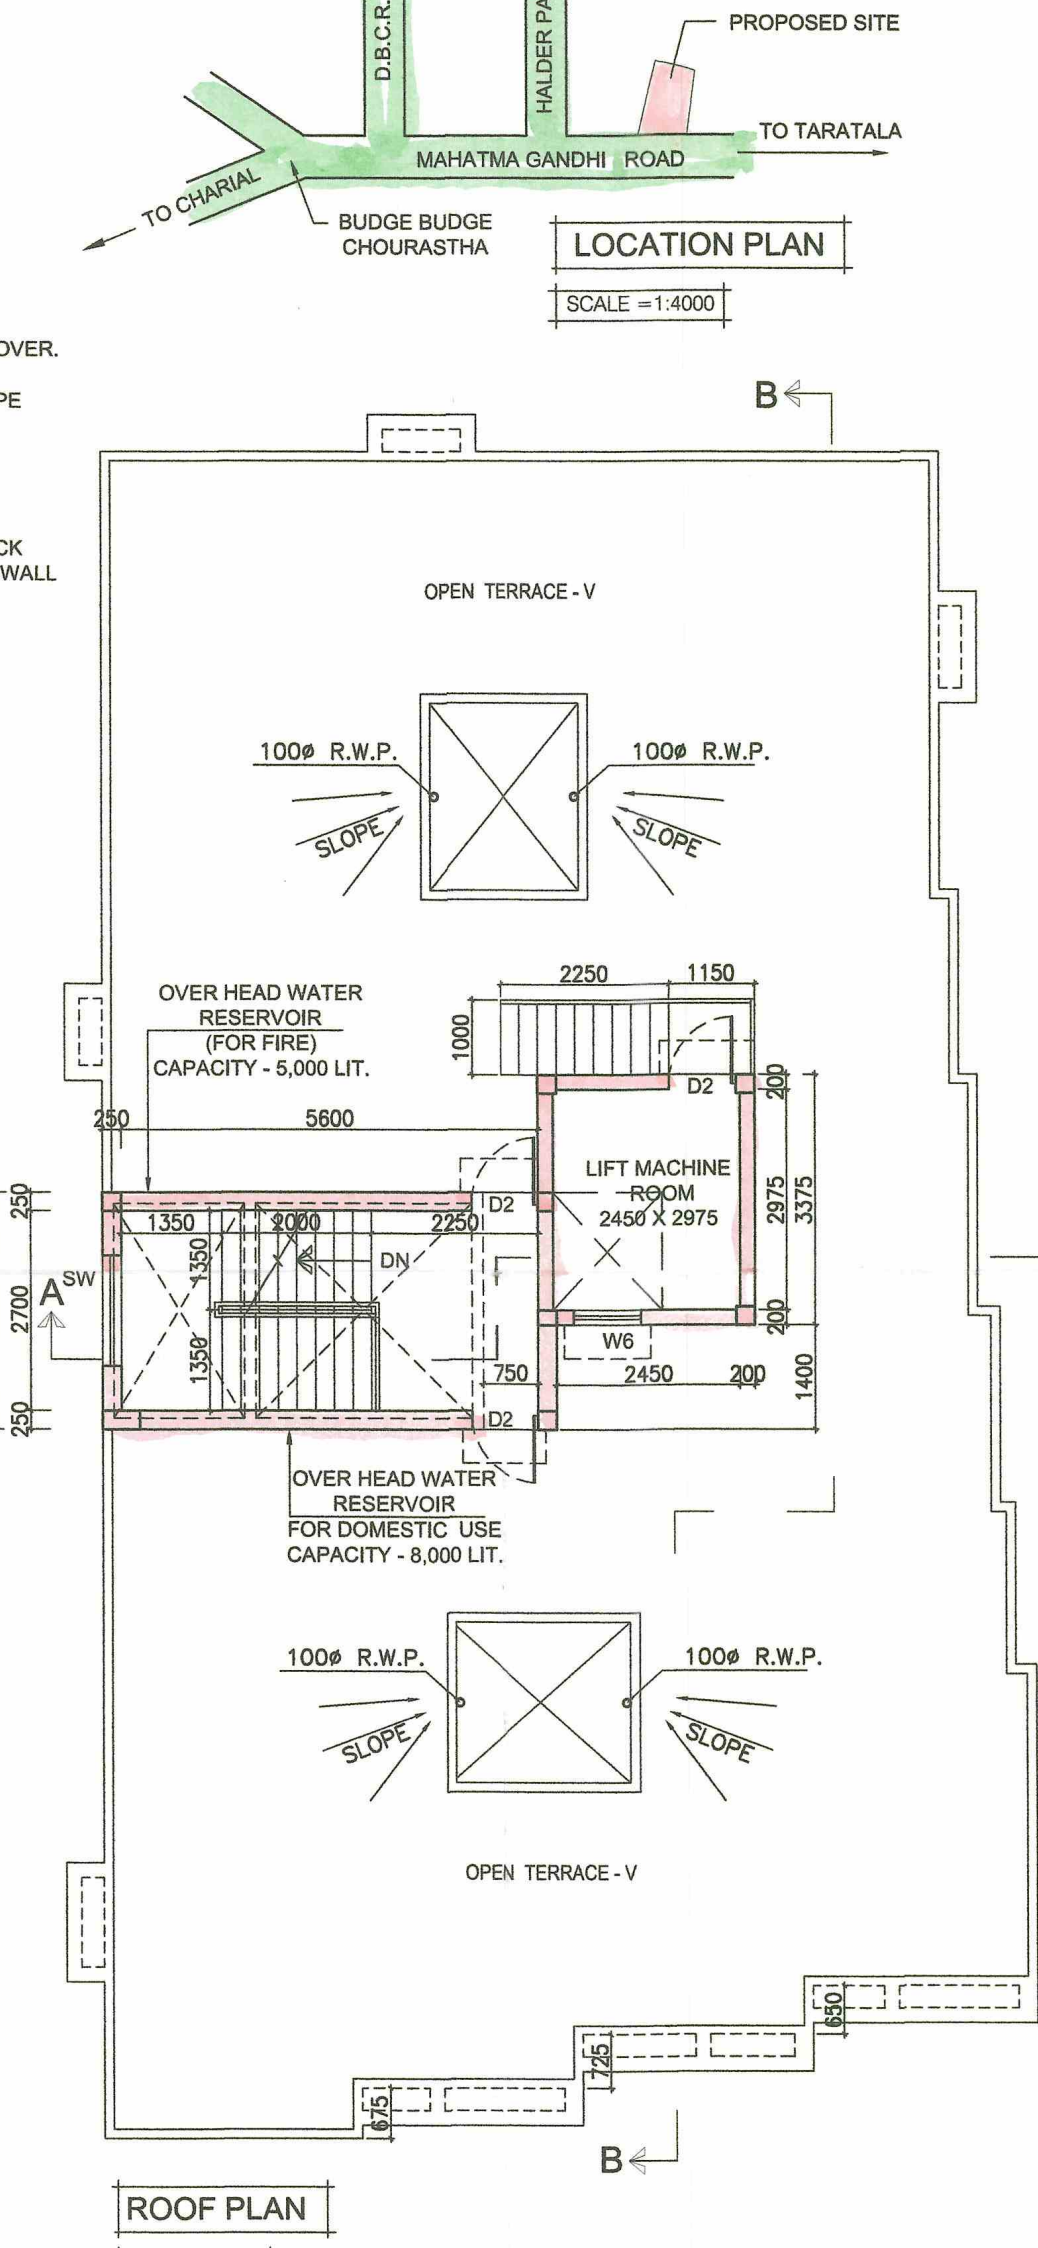 D.B.C.R.
HALDER PA
PROPOSED SITE
TO TARATALA
MAHATMA GANDHI ROAD
TO CHARIAL
BUDGE BUDGE
CHOURASTHA
LOCATION PLAN
SCALE =1:4000
OVER.
PE
CK
WALL
B
OPEN TERRACE - V
100ø R.W.P.
100ø R.W.P.
SLOPE
SLOPE
OVER HEAD WATER
RESERVOIR
(FOR FIRE)
CAPACITY - 5,000 LIT.
2250
1150
1000
D2
200
250
5600
LIFT MACHINE
ROOM
2450 X 2975
2975
3375
250
D2
1350
2000
2250
1350
DN
A
SW
2700
1350
W6
200
750
2450
200
1400
250
D2
OVER HEAD WATER
RESERVOIR
FOR DOMESTIC USE
CAPACITY - 8,000 LIT.
100ø R.W.P.
100ø R.W.P.
SLOPE
SLOPE
OPEN TERRACE - V
650
725
675
B
ROOF PLAN